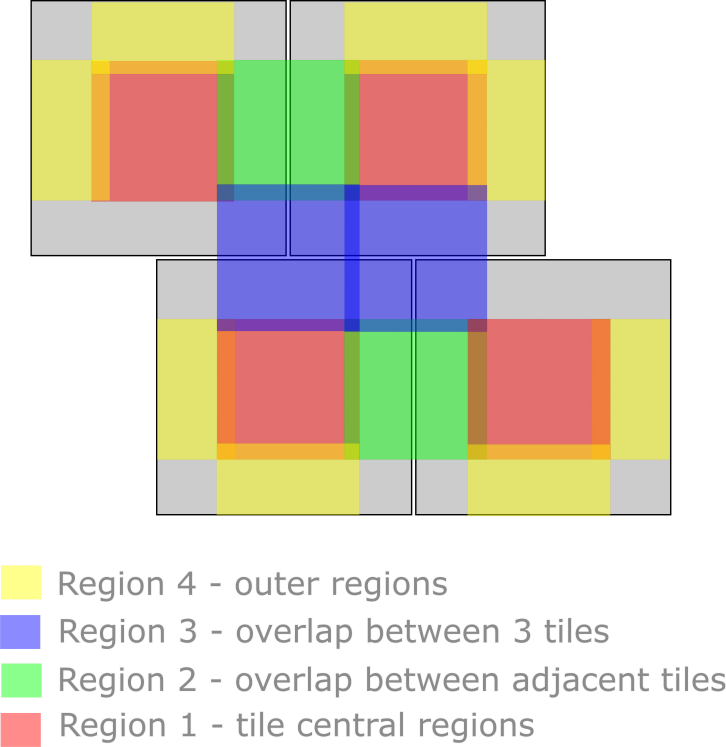 Region 4 - outer regions
Region 3 - overlap between 3 tiles
Region 2 - overlap between adjacent tiles
Region 1 - tile central regions